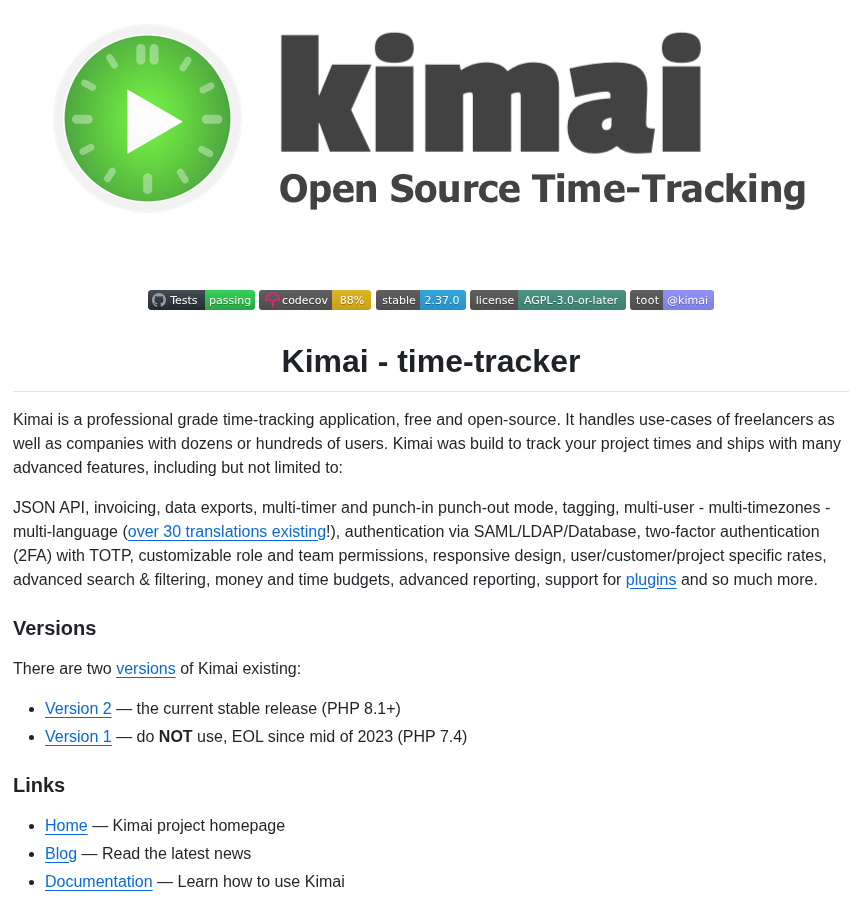 kimai
Open Source Time-Tracking
Tests passing codecov 88% stable 2.37.0 license AGPL-3.0-or-later toot @kimai
Kimai - time-tracker
Kimai is a professional grade time-tracking application, free and open-source. It handles use-cases of freelancers as
well as companies with dozens or hundreds of users. Kimai was build to track your project times and ships with many
advanced features, including but not limited to:
JSON API, invoicing, data exports, multi-timer and punch-in punch-out mode, tagging, multi-user - multi-timezones -
multi-language (over 30 translations existing!), authentication via SAML/LDAP/Database, two-factor authentication
(2FA) with TOTP, customizable role and team permissions, responsive design, user/customer/project specific rates,
advanced search & filtering, money and time budgets, advanced reporting, support for plugins and so much more.
Versions
There are two versions of Kimai existing:
• Version 2 — the current stable release (PHP 8.1+)
• Version 1 — do NOT use, EOL since mid of 2023 (PHP 7.4)
Links
• Home — Kimai project homepage
• Blog — Read the latest news
• Documentation — Learn how to use Kimai